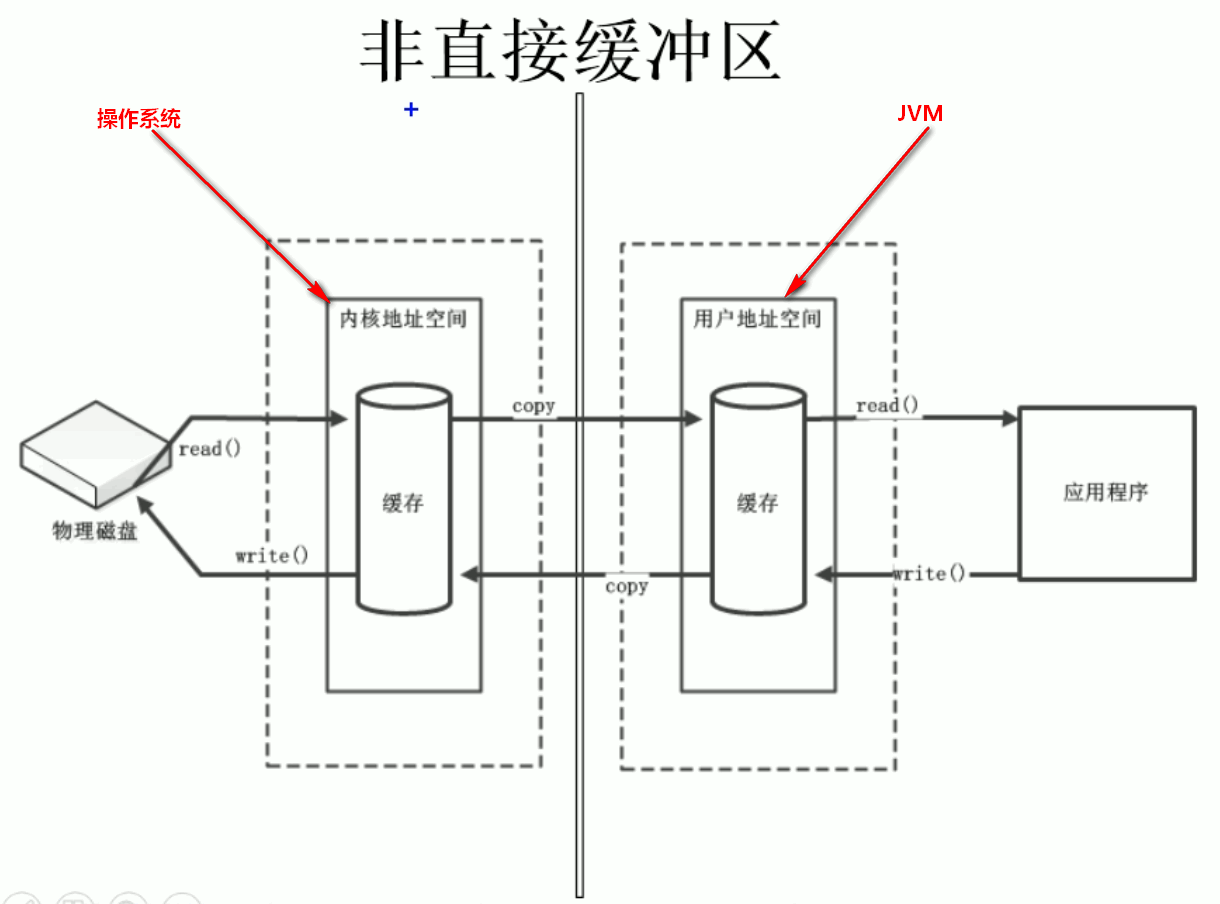 非直接缓冲区
操作系统
JVM
内核地址空间
用户地址空间
copy
read()
read()
缓存
缓存
应用程序
物理磁盘
write()
copy
write()